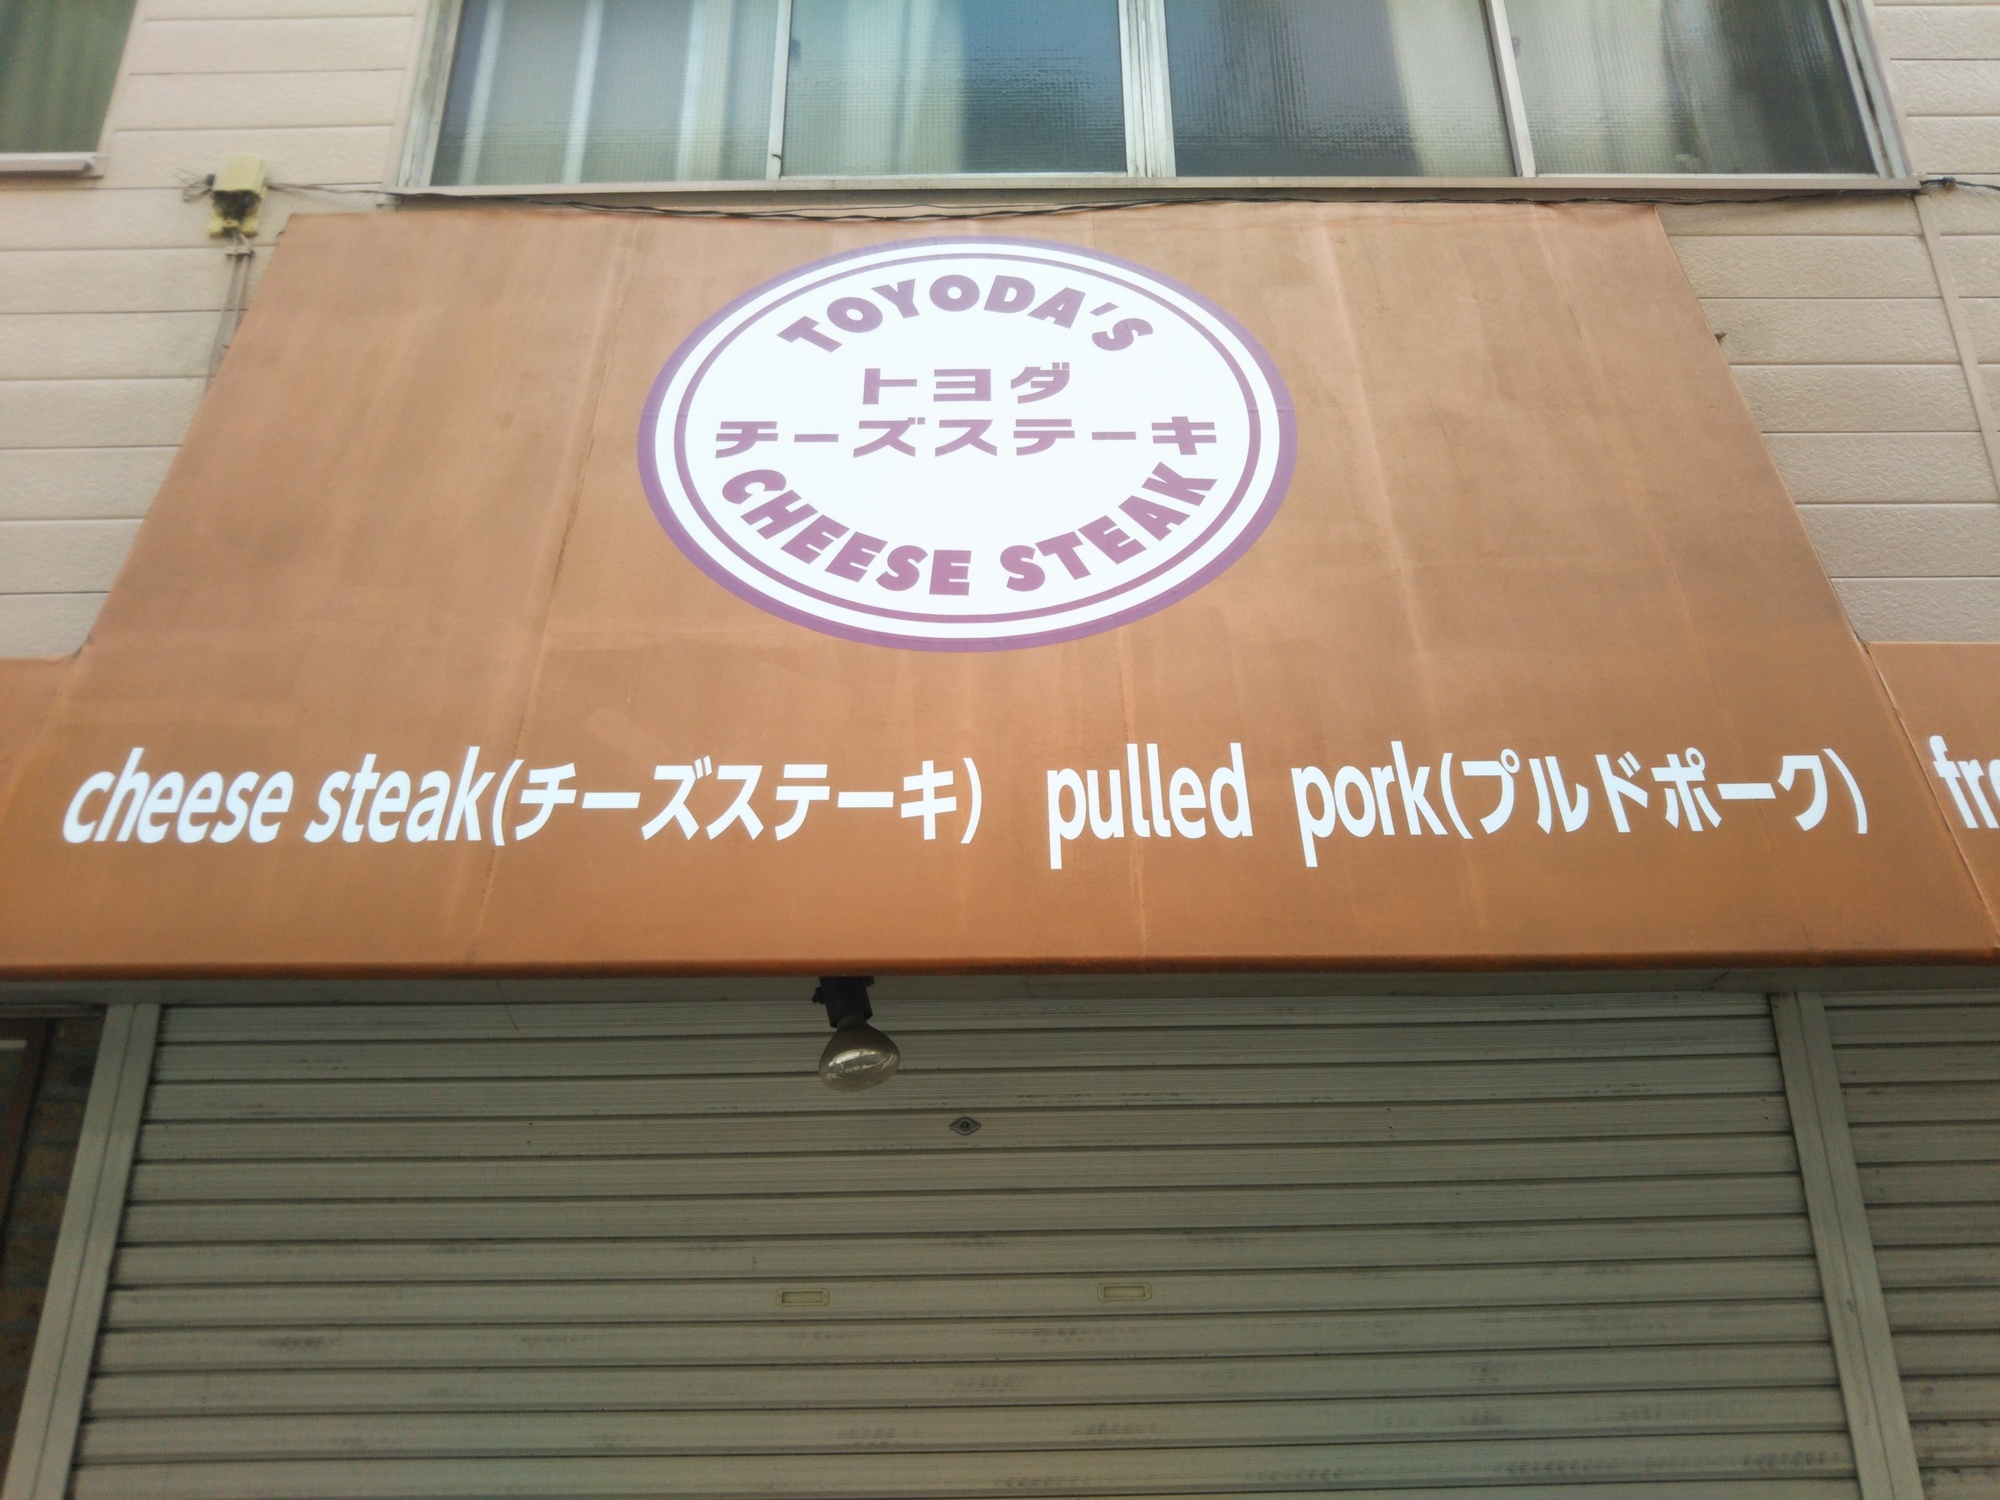 TOYODA'S
トヨダ
チーズステーキ
CHEESE STEAK
cheese steak(チーズステーキ) pulled pork(プルドポーク)